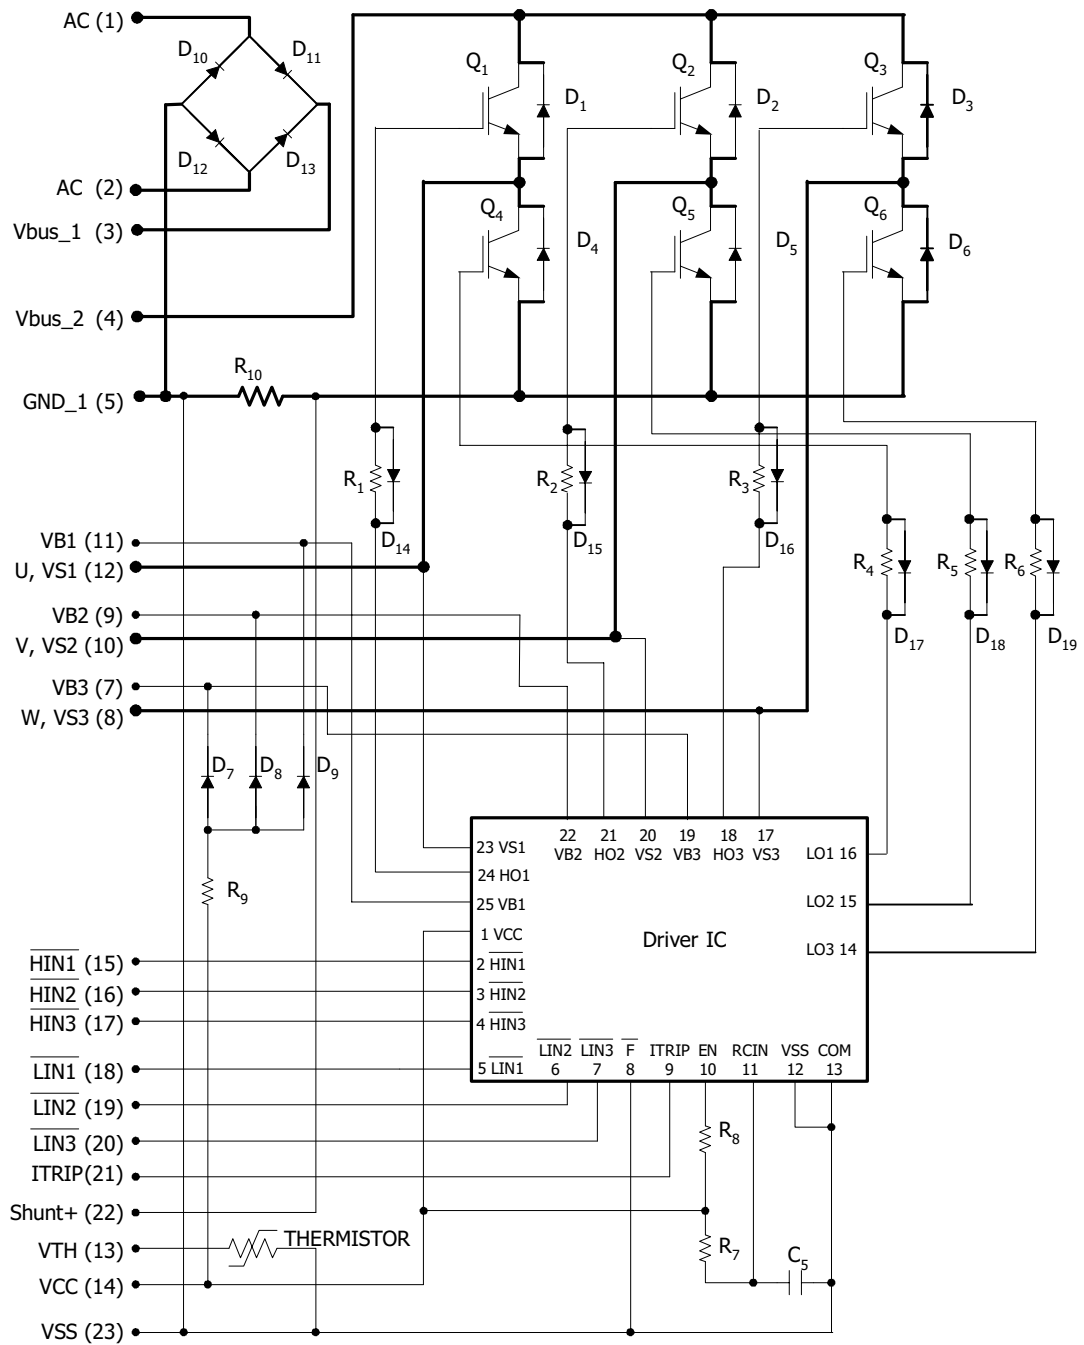 AC (1)
D10
D11
D12
D13
AC (2)
Vbus_1 (3)
Vbus_2 (4)
R10
GND_1 (5)
Q1
D1
Q2
D2
Q3
D3
Q4
D4
Q5
D5
Q6
D6
R1
D14
R2
D15
R3
D16
R4
D17
R5
D18
R6
D19
VB1 (11)
U, VS1 (12)
VB2 (9)
V, VS2 (10)
VB3 (7)
W, VS3 (8)
D7
D8
D9
R9
22 21 20 19 18 17
VB2 HO2 VS2 VB3 HO3 VS3
23 VS1
24 HO1
25 VB1
1 VCC
2 HIN1
3 HIN2
4 HIN3
5 LIN1
LO1 16
LO2 15
LO3 14
Driver IC
LIN2 LIN3 F ITRIP EN RCIN VSS COM
6 7 8 9 10 11 12 13
HIN1 (15)
HIN2 (16)
HIN3 (17)
LIN1 (18)
LIN2 (19)
LIN3 (20)
ITRIP(21)
Shunt+ (22)
VTH (13)
THERMISTOR
VCC (14)
VSS (23)
R8
R7
C5